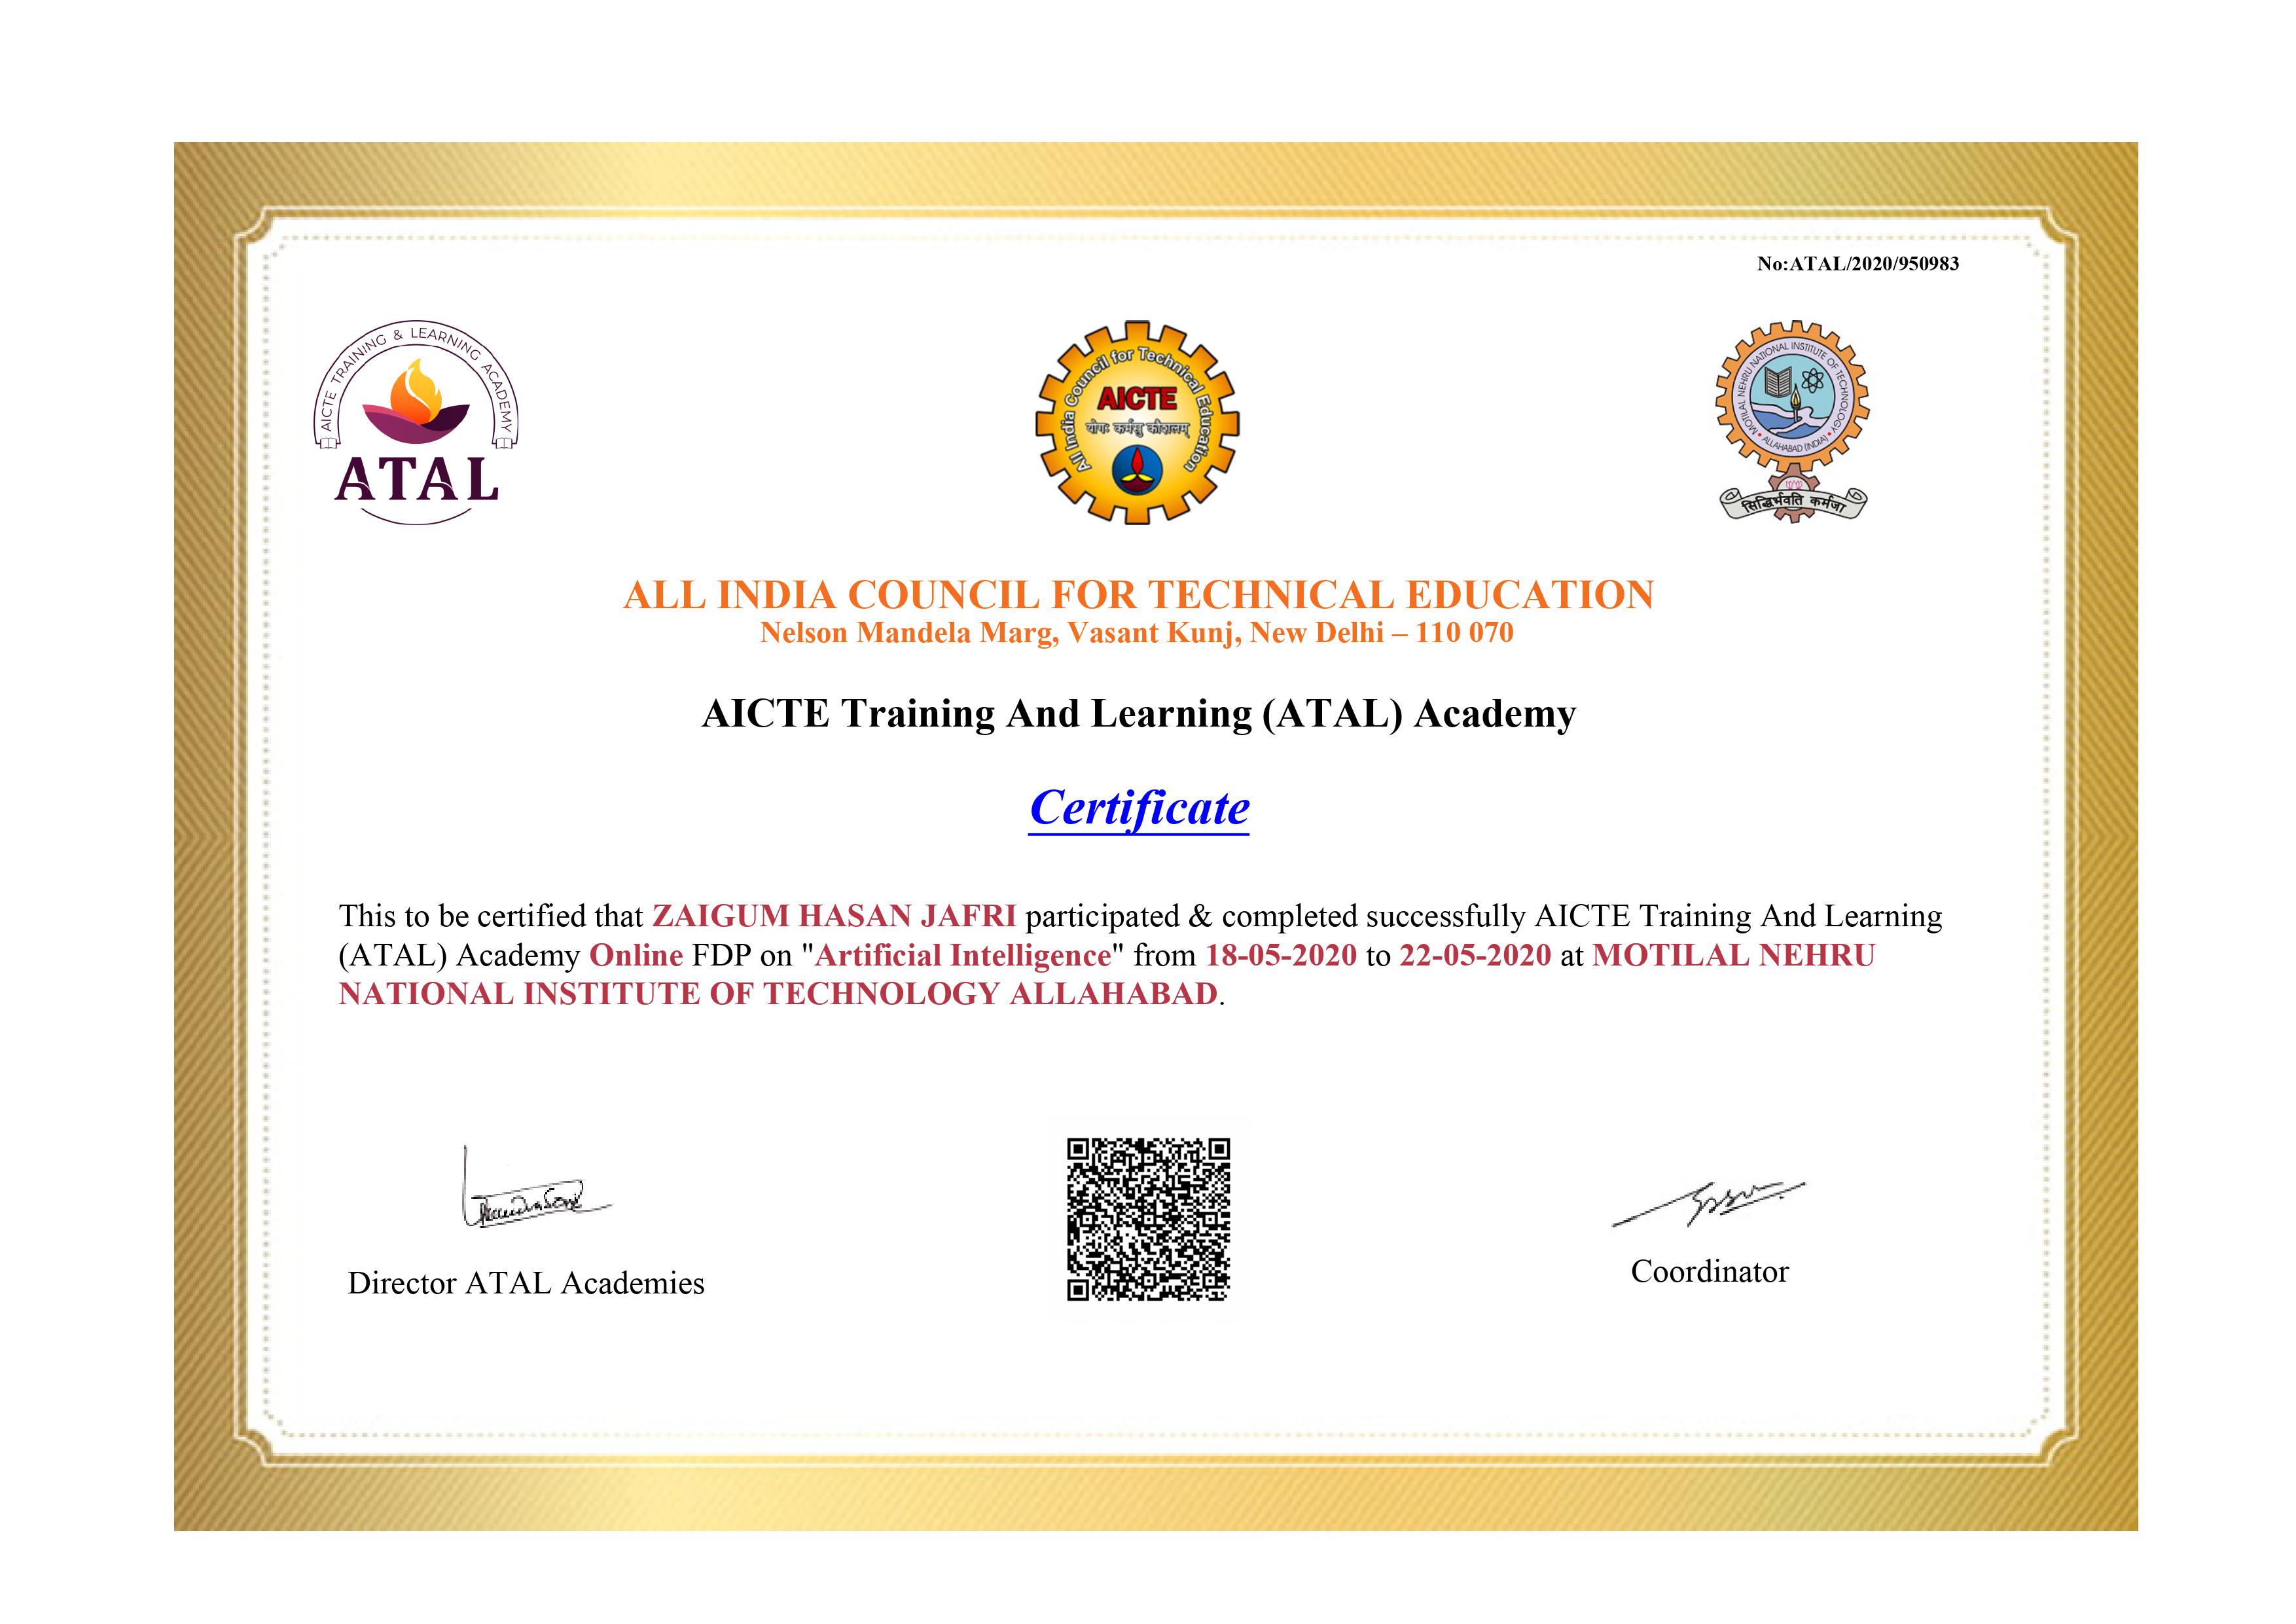 No:ATAL/2020/950983
AICTE TRAINING & LEARNING ACADEMY
ATAL
All India Council for Technical Education
AICTE
योगः कर्मसु कौशलम्
MOTILAL NEHRU NATIONAL INSTITUTE OF TECHNOLOGY
ALLAHABAD (INDIA)
सिद्धिर्भवति कर्मजा
ALL INDIA COUNCIL FOR TECHNICAL EDUCATION
Nelson Mandela Marg, Vasant Kunj, New Delhi – 110 070
AICTE Training And Learning (ATAL) Academy
Certificate
This to be certified that ZAIGUM HASAN JAFRI participated & completed successfully AICTE Training And Learning
(ATAL) Academy Online FDP on "Artificial Intelligence" from 18-05-2020 to 22-05-2020 at MOTILAL NEHRU
NATIONAL INSTITUTE OF TECHNOLOGY ALLAHABAD.
Director ATAL Academies
Coordinator